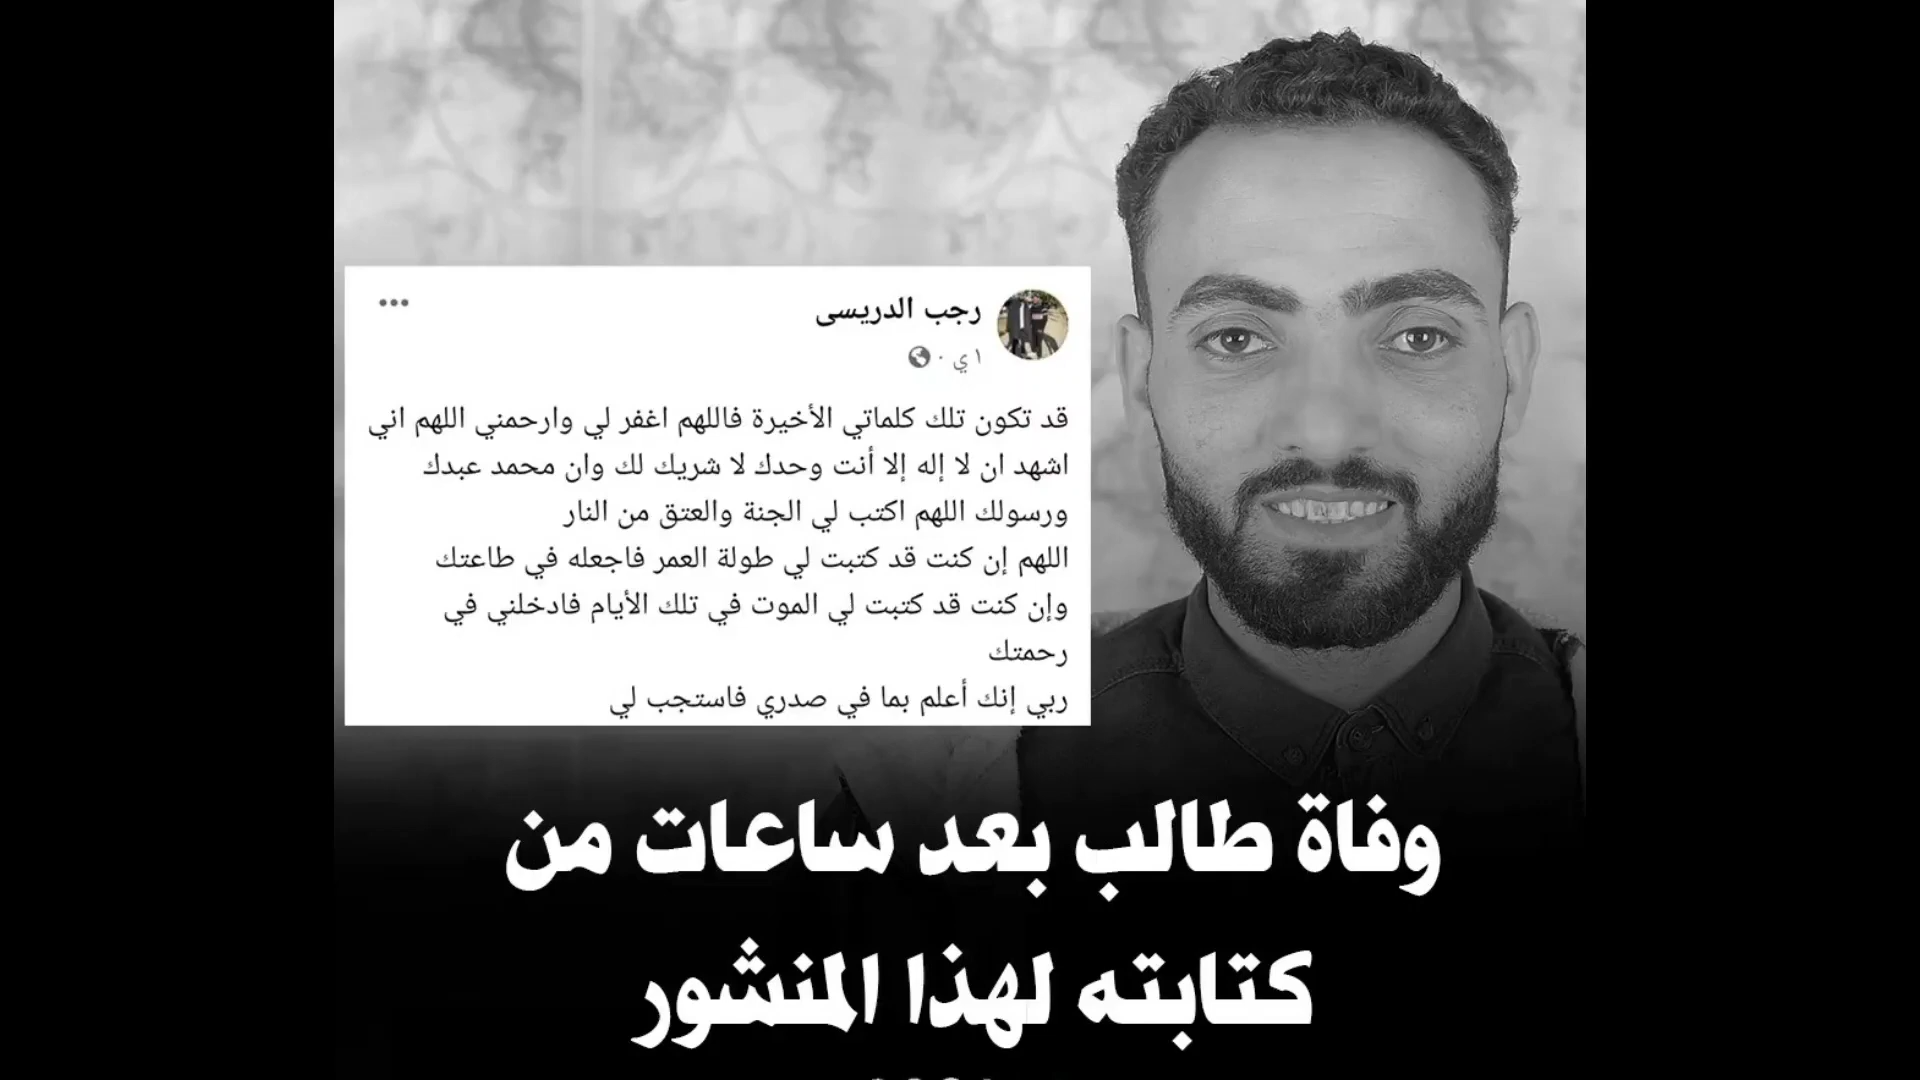 رجب الدريسى
١ ي ·
قد تكون تلك كلماتي الأخيرة فاللهم اغفر لي وارحمني اللهم اني
اشهد ان لا إله إلا أنت وحدك لا شريك لك وان محمد عبدك
ورسولك اللهم اكتب لي الجنة والعتق من النار
اللهم إن كنت قد كتبت لي طولة العمر فاجعله في طاعتك
وإن كنت قد كتبت لي الموت في تلك الأيام فادخلني في
رحمتك
ربي إنك أعلم بما في صدري فاستجب لي
وفاة طالب بعد ساعات من
كتابته لهذا المنشور